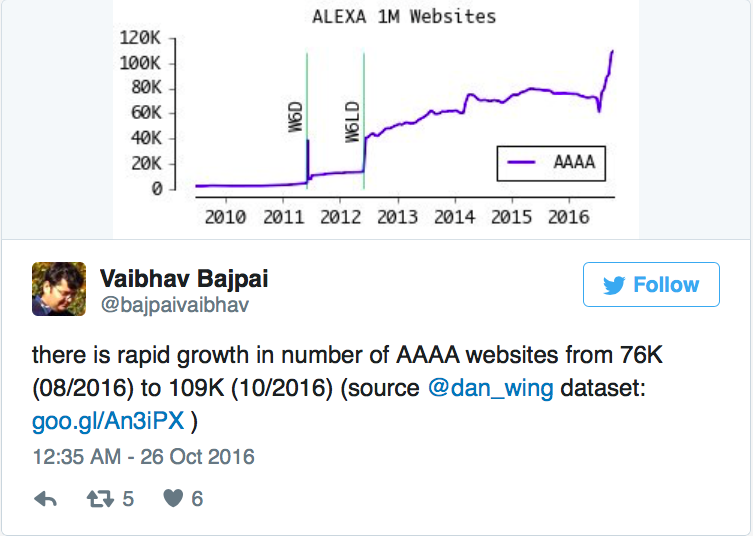 ALEXA 1M Websites
120K
100K
80K
60K
40K
20K
0
W6D
W6LD
AAAA
2010 2011 2012 2013 2014 2015 2016
Vaibhav Bajpai
@bajpaivaibhav
Follow
there is rapid growth in number of AAAA websites from 76K
(08/2016) to 109K (10/2016) (source @dan_wing dataset:
goo.gl/An3iPX )
12:35 AM - 26 Oct 2016
5 6